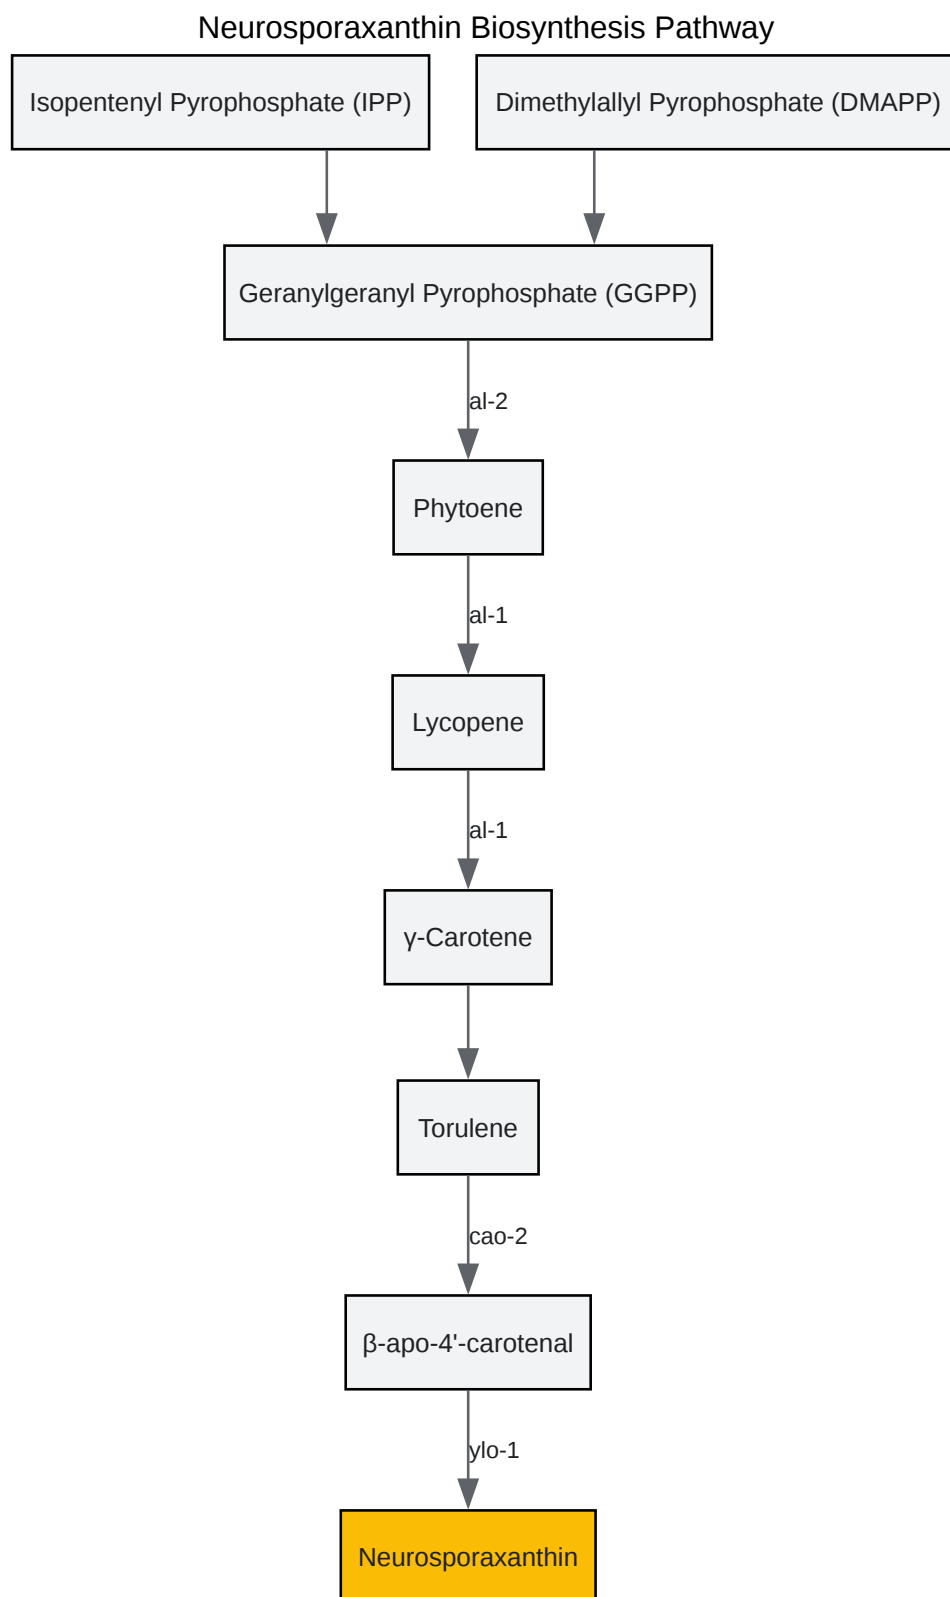 Neurosporaxanthin Biosynthesis Pathway
Isopentenyl Pyrophosphate (IPP)
Dimethylallyl Pyrophosphate (DMAPP)
Geranylgeranyl Pyrophosphate (GGPP)
al-2
Phytoene
al-1
Lycopene
al-1
γ-Carotene
Torulene
cao-2
β-apo-4'-carotenal
ylo-1
Neurosporaxanthin